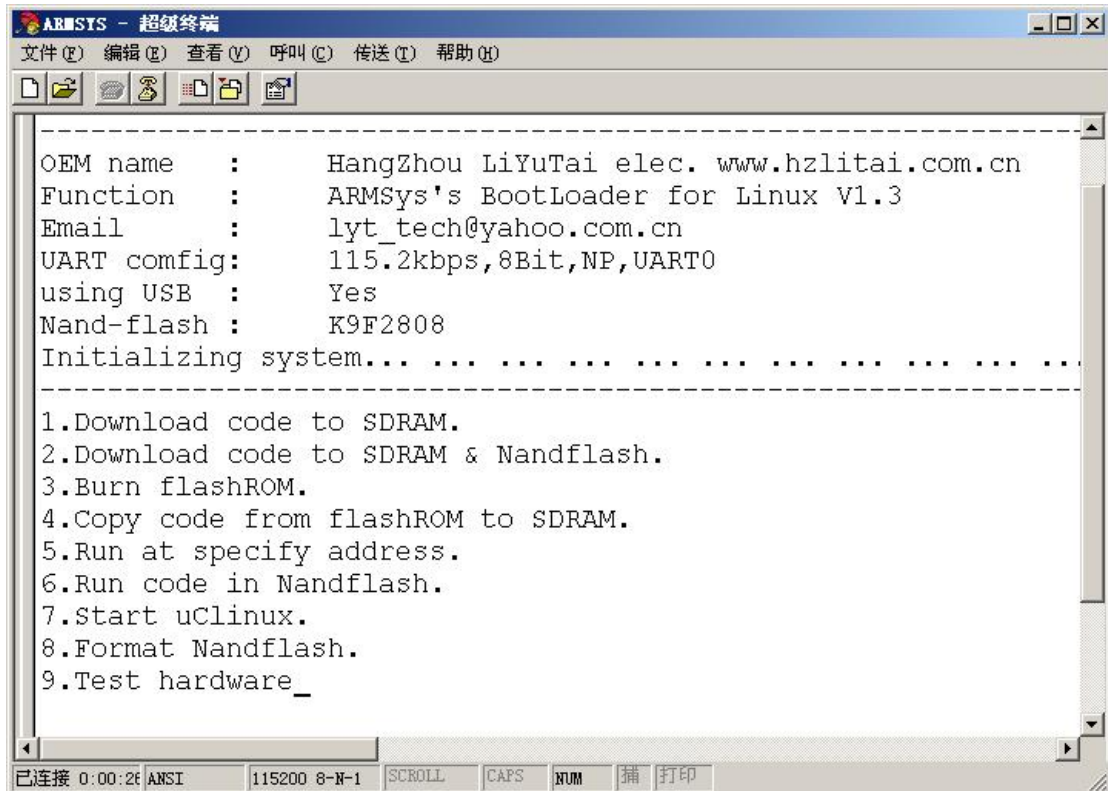 ARMSYS - 超级终端
文件(F) 编辑(E) 查看(V) 呼叫(C) 传送(T) 帮助(H)
--------------------------------------------------------------
OEM name : HangZhou LiYuTai elec. www.hzlitai.com.cn
Function : ARMSys's BootLoader for Linux V1.3
Email : lyt_tech@yahoo.com.cn
UART comfig: 115.2kbps,8Bit,NP,UART0
using USB : Yes
Nand-flash : K9F2808
Initializing system... ... ... ... ... ... ... ... ... ... ..
--------------------------------------------------------------
1.Download code to SDRAM.
2.Download code to SDRAM & Nandflash.
3.Burn flashROM.
4.Copy code from flashROM to SDRAM.
5.Run at specify address.
6.Run code in Nandflash.
7.Start uClinux.
8.Format Nandflash.
9.Test hardware_
已连接 0:00:26 ANSI 115200 8-N-1 SCROLL CAPS NUM 捕 打印